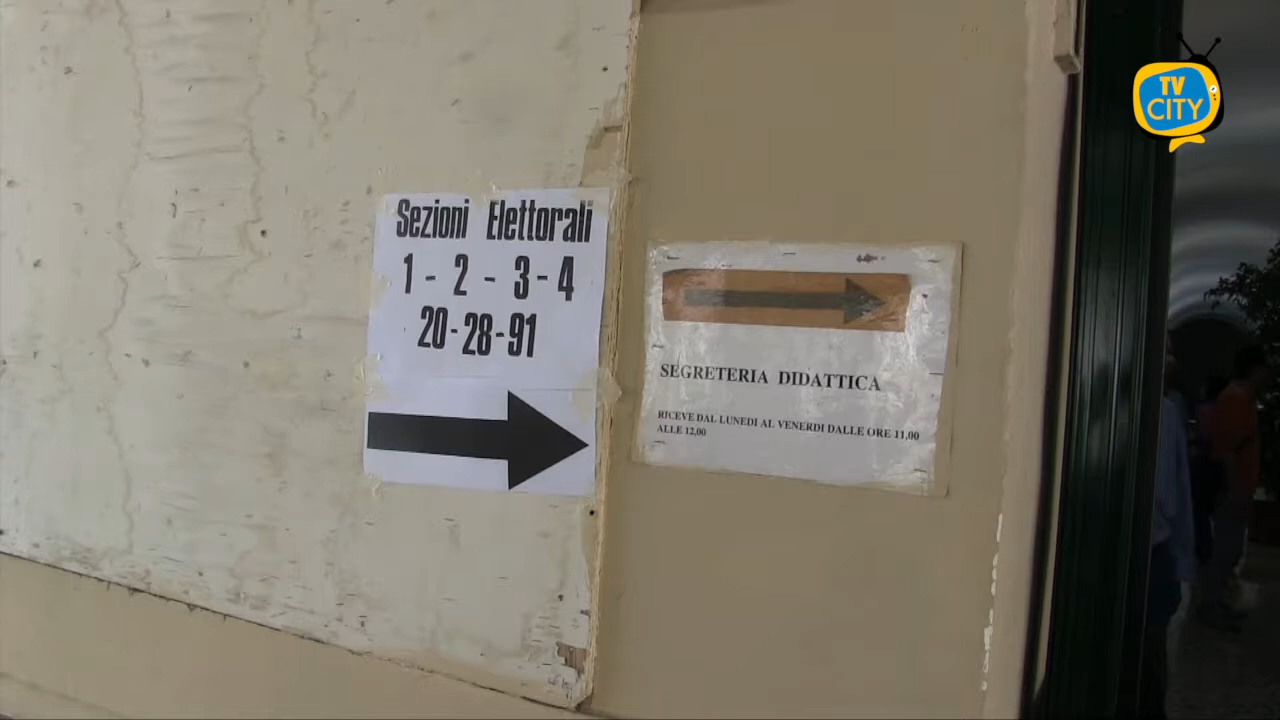 Sezioni Elettorali
1 - 2 - 3 - 4
20 - 28 - 91
SEGRETERIA DIDATTICA
RICEVE DAL LUNEDI AL VENERDI DALLE ORE 11,00
ALLE 12,00
TV
CITY